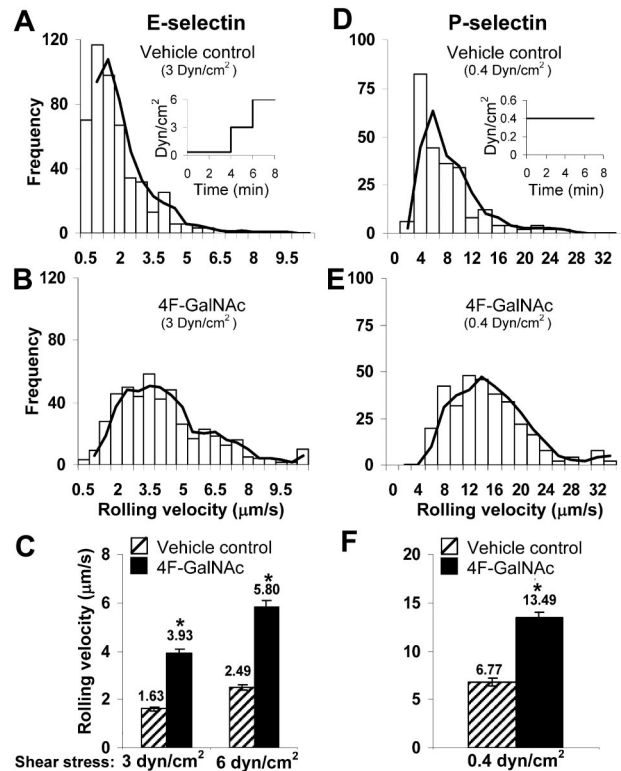 A
E-selectin
Vehicle control
(3 Dyn/cm²)
Frequency
120
80
40
0
0.5 2 3.5 5 6.5 8 9.5
Dyn/cm²
6
3
0
0 2 4 6 8
Time (min)
D
P-selectin
Vehicle control
(0.4 Dyn/cm²)
100
75
50
25
0
0 4 8 12 16 20 24 28 32
Dyn/cm²
0.6
0.4
0.2
0
0 2 4 6 8
Time (min)
B
4F-GalNAc
(3 Dyn/cm²)
Frequency
120
80
40
0
0.5 2 3.5 5 6.5 8 9.5
Rolling velocity (μm/s)
E
4F-GalNAc
(0.4 Dyn/cm²)
100
75
50
25
0
0 4 8 12 16 20 24 28 32
Rolling velocity (μm/s)
C
Vehicle control
4F-GalNAc
Rolling velocity (μm/s)
8
6
4
2
0
1.63
*
3.93
2.49
*
5.80
Shear stress: 3 dyn/cm² 6 dyn/cm²
F
Vehicle control
4F-GalNAc
20
15
10
5
0
6.77
*
13.49
0.4 dyn/cm²